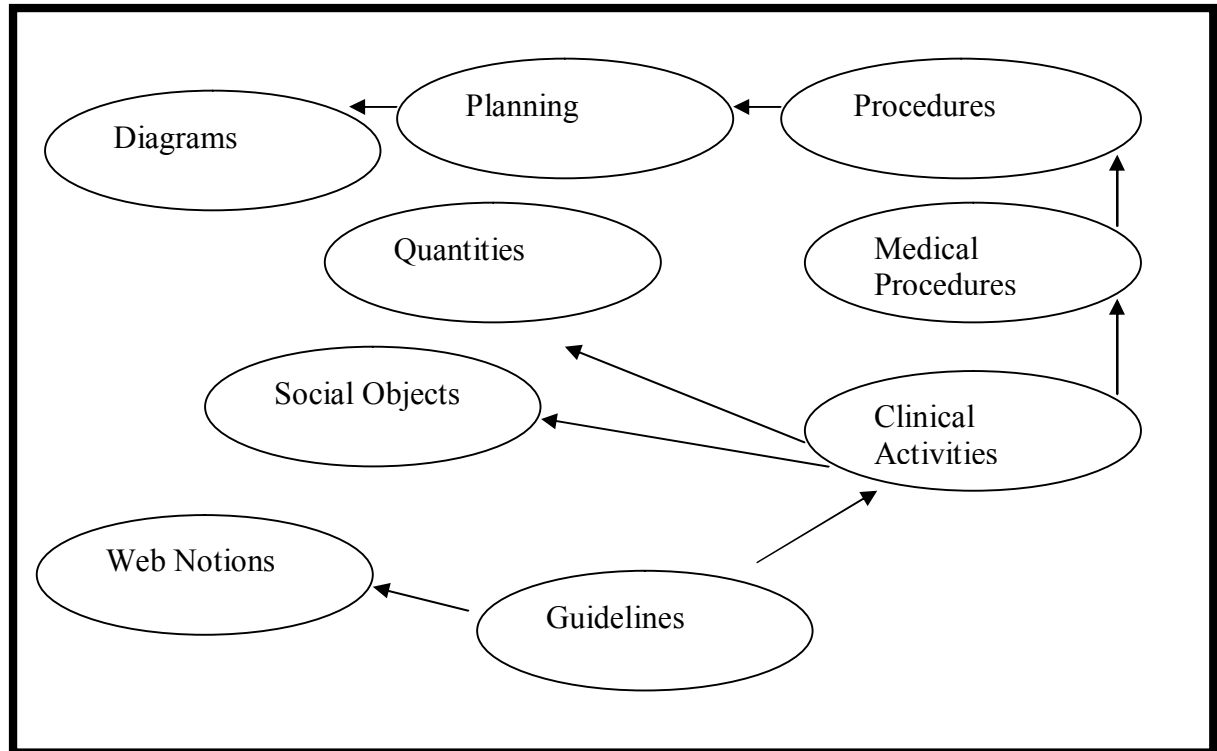 Diagrams
Planning
Procedures
Quantities
Medical
Procedures
Social Objects
Clinical
Activities
Web Notions
Guidelines